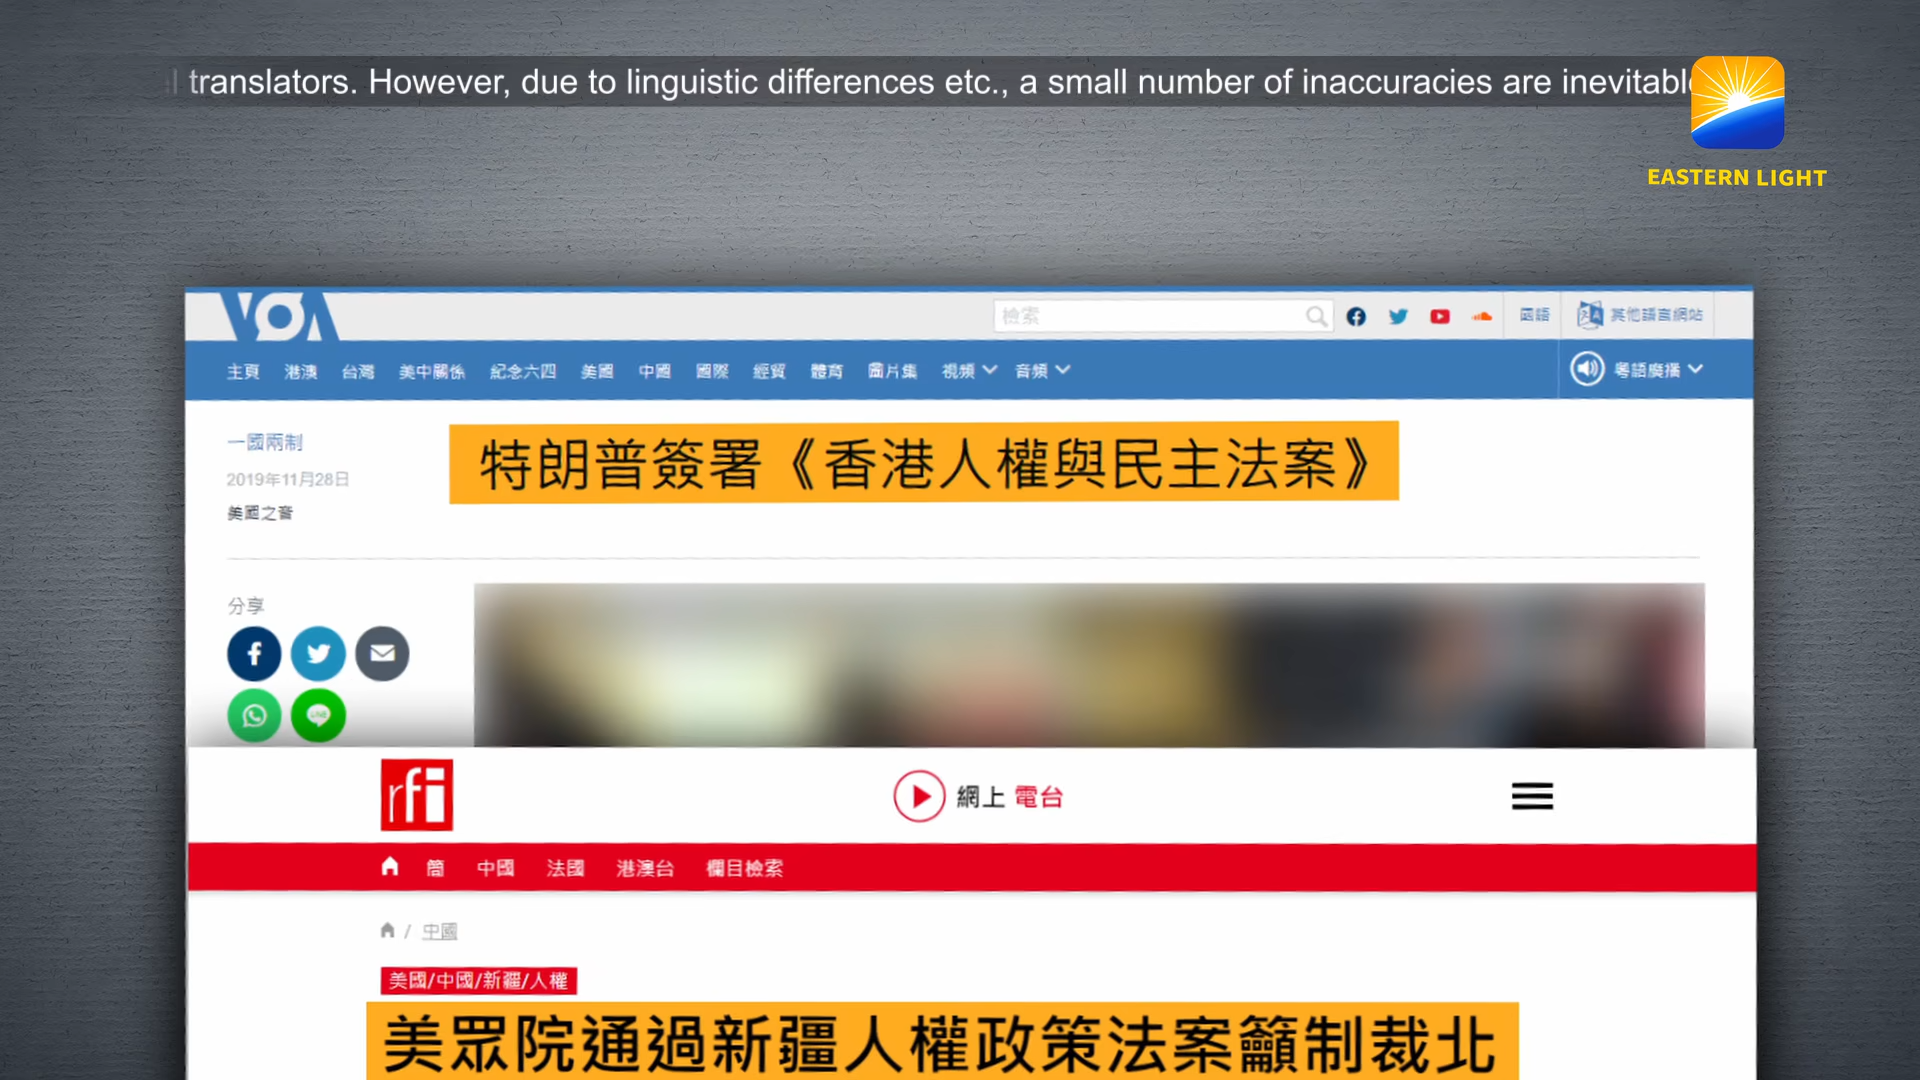 translators. However, due to linguistic differences etc., a small number of inaccuracies are
EASTERN LIGHT
VOA
檢索
國語
其他語言網站
主頁 港澳 台灣 美中關係 紀念六四 美國 中國 國際 經貿 體育 圖片集 視頻 音頻
粵語廣播
一國兩制
特朗普簽署《香港人權與民主法案》
2019年11月28日
美國之音
分享
LINE
rfi
網上 電台
簡 中國 法國 港澳台 欄目檢索
/ 中國
美國/中國/新疆/人權
美眾院通過新疆人權政策法案籲制裁北